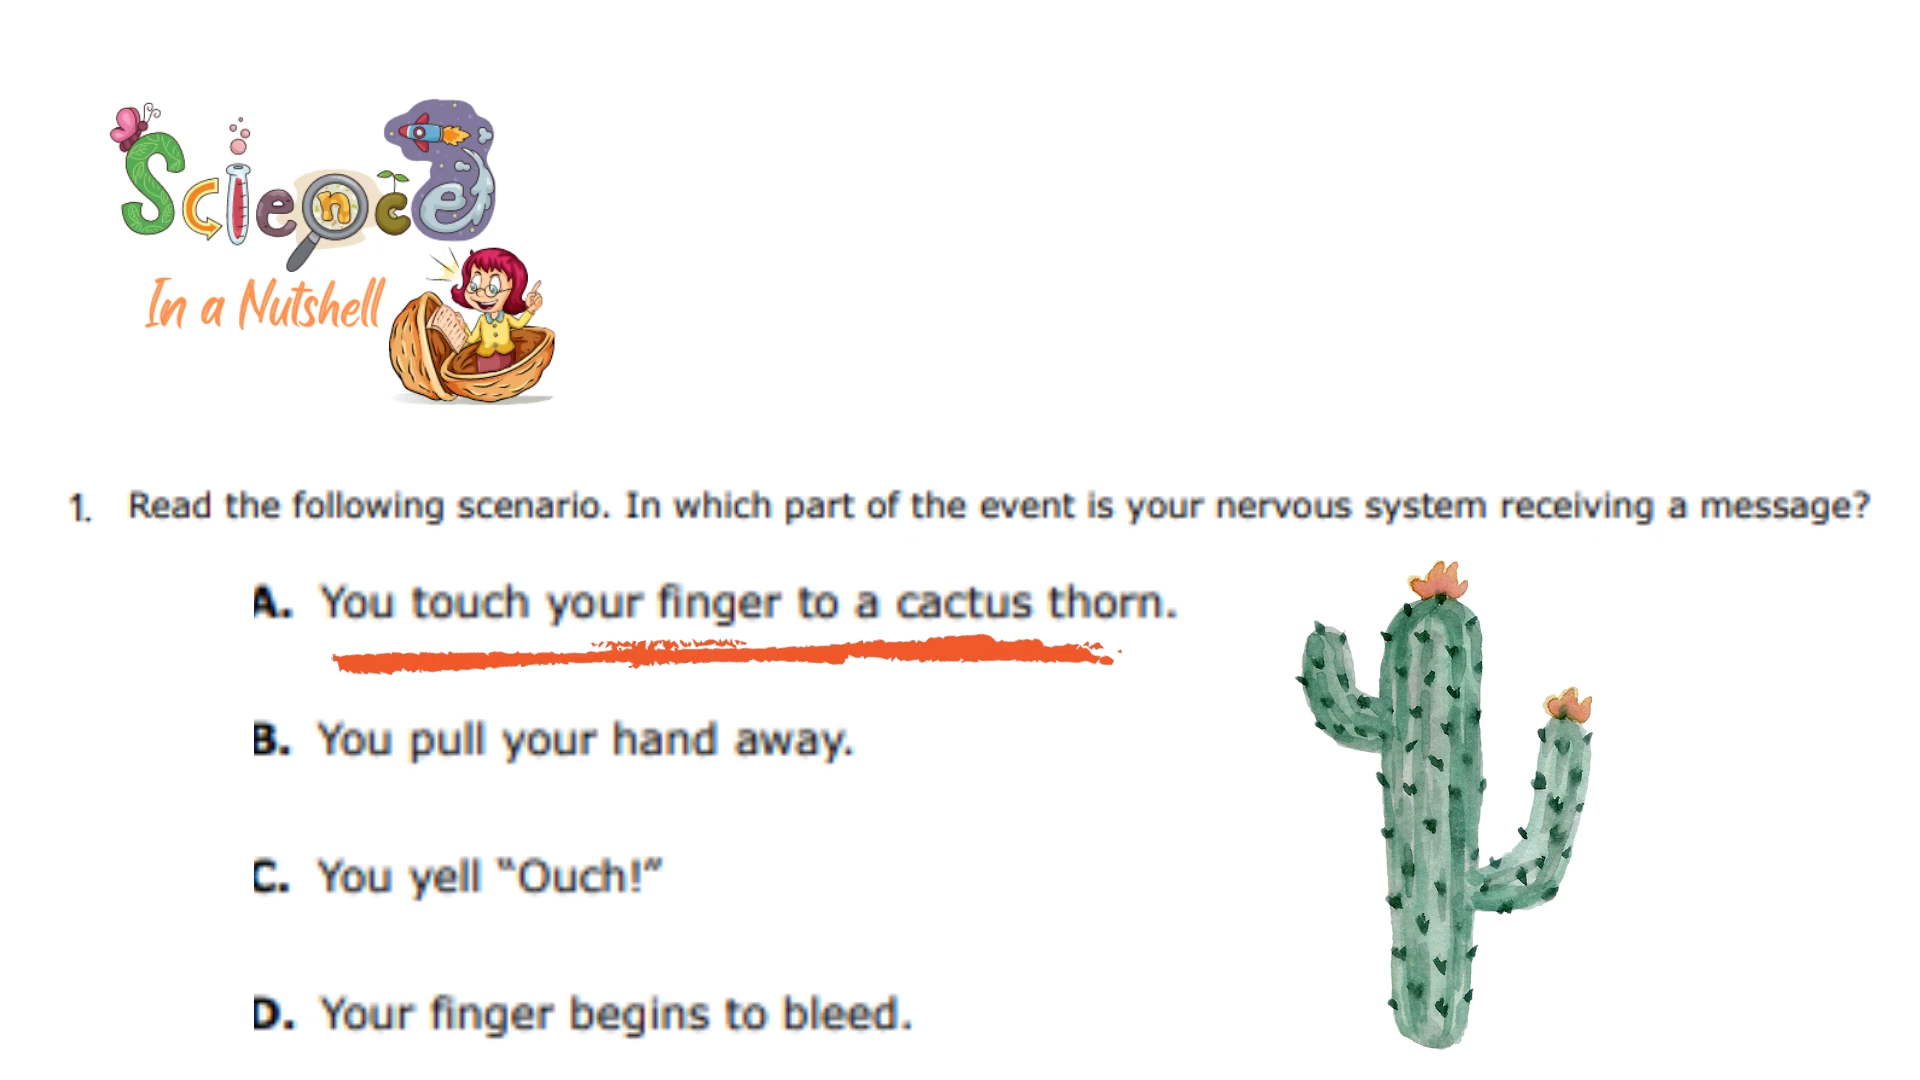 Science
In a Nutshell
1. Read the following scenario. In which part of the event is your nervous system receiving a message?
A. You touch your finger to a cactus thorn.
B. You pull your hand away.
C. You yell “Ouch!”
D. Your finger begins to bleed.